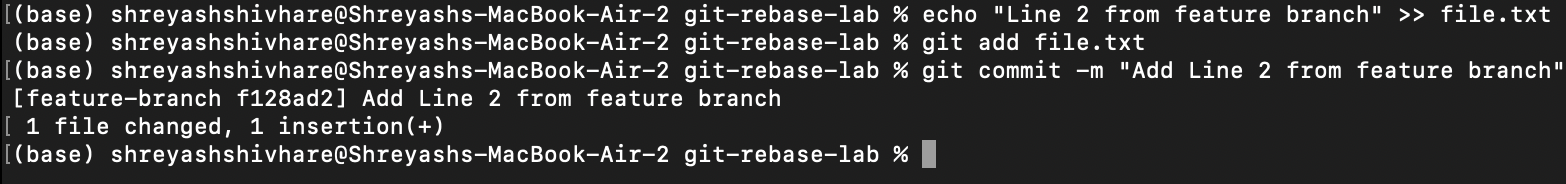 [(base) shreyashshivhare@Shreyashs-MacBook-Air-2 git-rebase-lab % echo "Line 2 from feature branch" >> file.txt
(base) shreyashshivhare@Shreyashs-MacBook-Air-2 git-rebase-lab % git add file.txt
[(base) shreyashshivhare@Shreyashs-MacBook-Air-2 git-rebase-lab % git commit -m "Add Line 2 from feature branch"
[feature-branch f128ad2] Add Line 2 from feature branch
[ 1 file changed, 1 insertion(+)
[(base) shreyashshivhare@Shreyashs-MacBook-Air-2 git-rebase-lab %